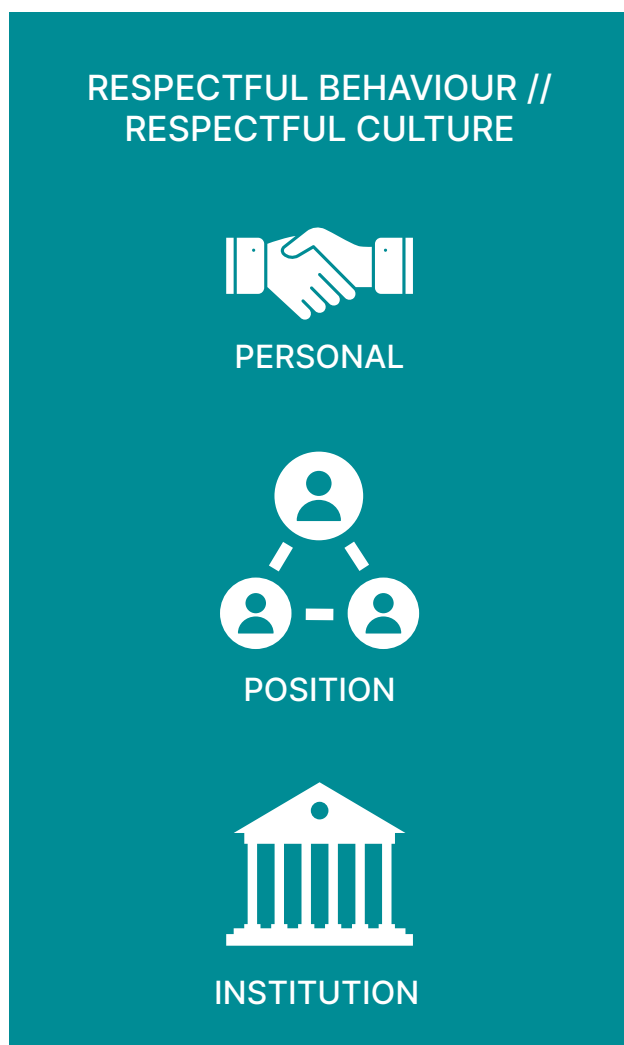 RESPECTFUL BEHAVIOUR //
RESPECTFUL CULTURE
PERSONAL
POSITION
INSTITUTION